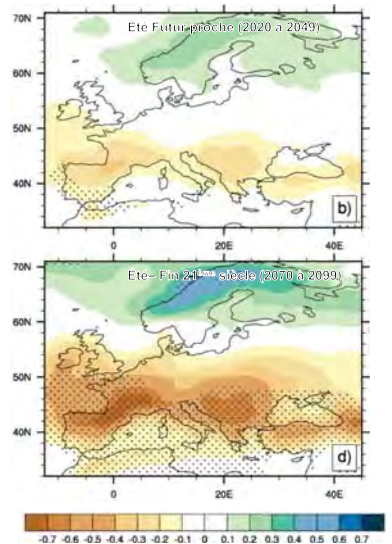 70N
Eté Futur proche (2020 à 2049)
60N
50N
40N
b)
0
20E
40E
70N
Eté– Fin 21ème siècle (2070 à 2099)
60N
50N
40N
d)
0
20E
40E
-0.7 -0.6 -0.5 -0.4 -0.3 -0.2 -0.1 0 0.1 0.2 0.3 0.4 0.5 0.6 0.7